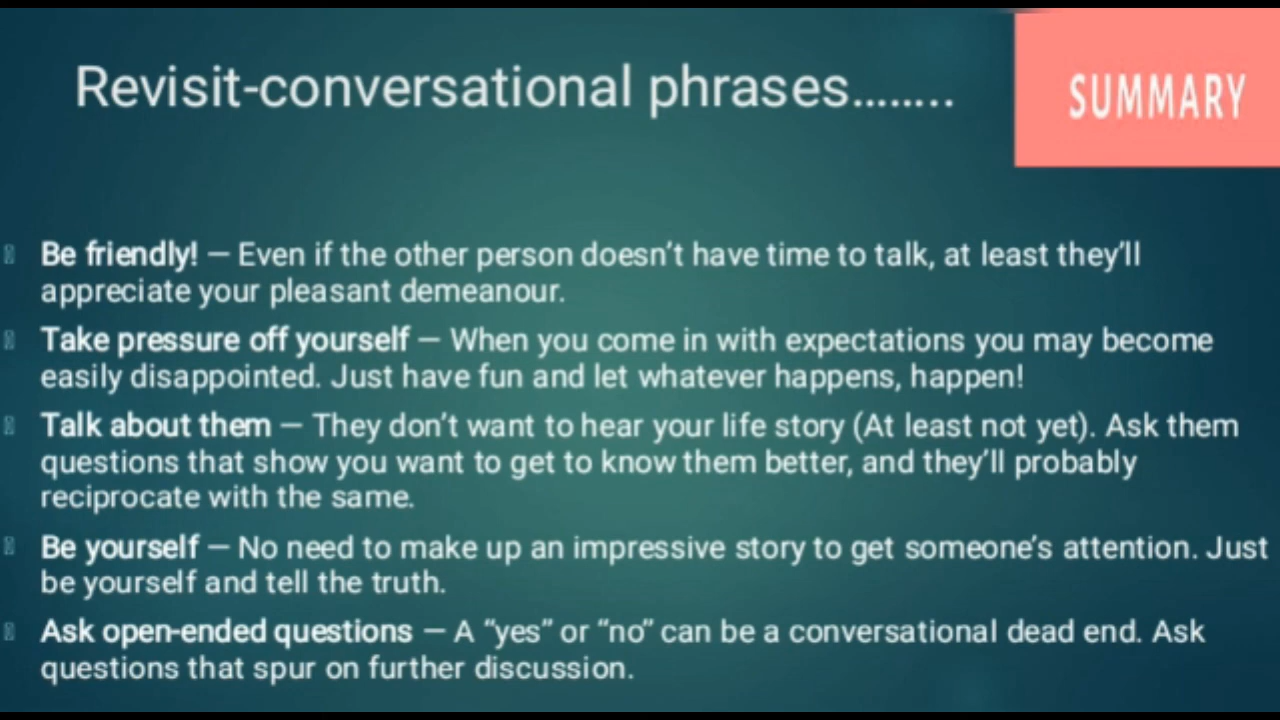 Revisit-conversational phrases........
SUMMARY
Be friendly! — Even if the other person doesn’t have time to talk, at least they’ll
appreciate your pleasant demeanour.
Take pressure off yourself — When you come in with expectations you may become
easily disappointed. Just have fun and let whatever happens, happen!
Talk about them — They don’t want to hear your life story (At least not yet). Ask them
questions that show you want to get to know them better, and they’ll probably
reciprocate with the same.
Be yourself — No need to make up an impressive story to get someone’s attention. Just
be yourself and tell the truth.
Ask open-ended questions — A “yes” or “no” can be a conversational dead end. Ask
questions that spur on further discussion.